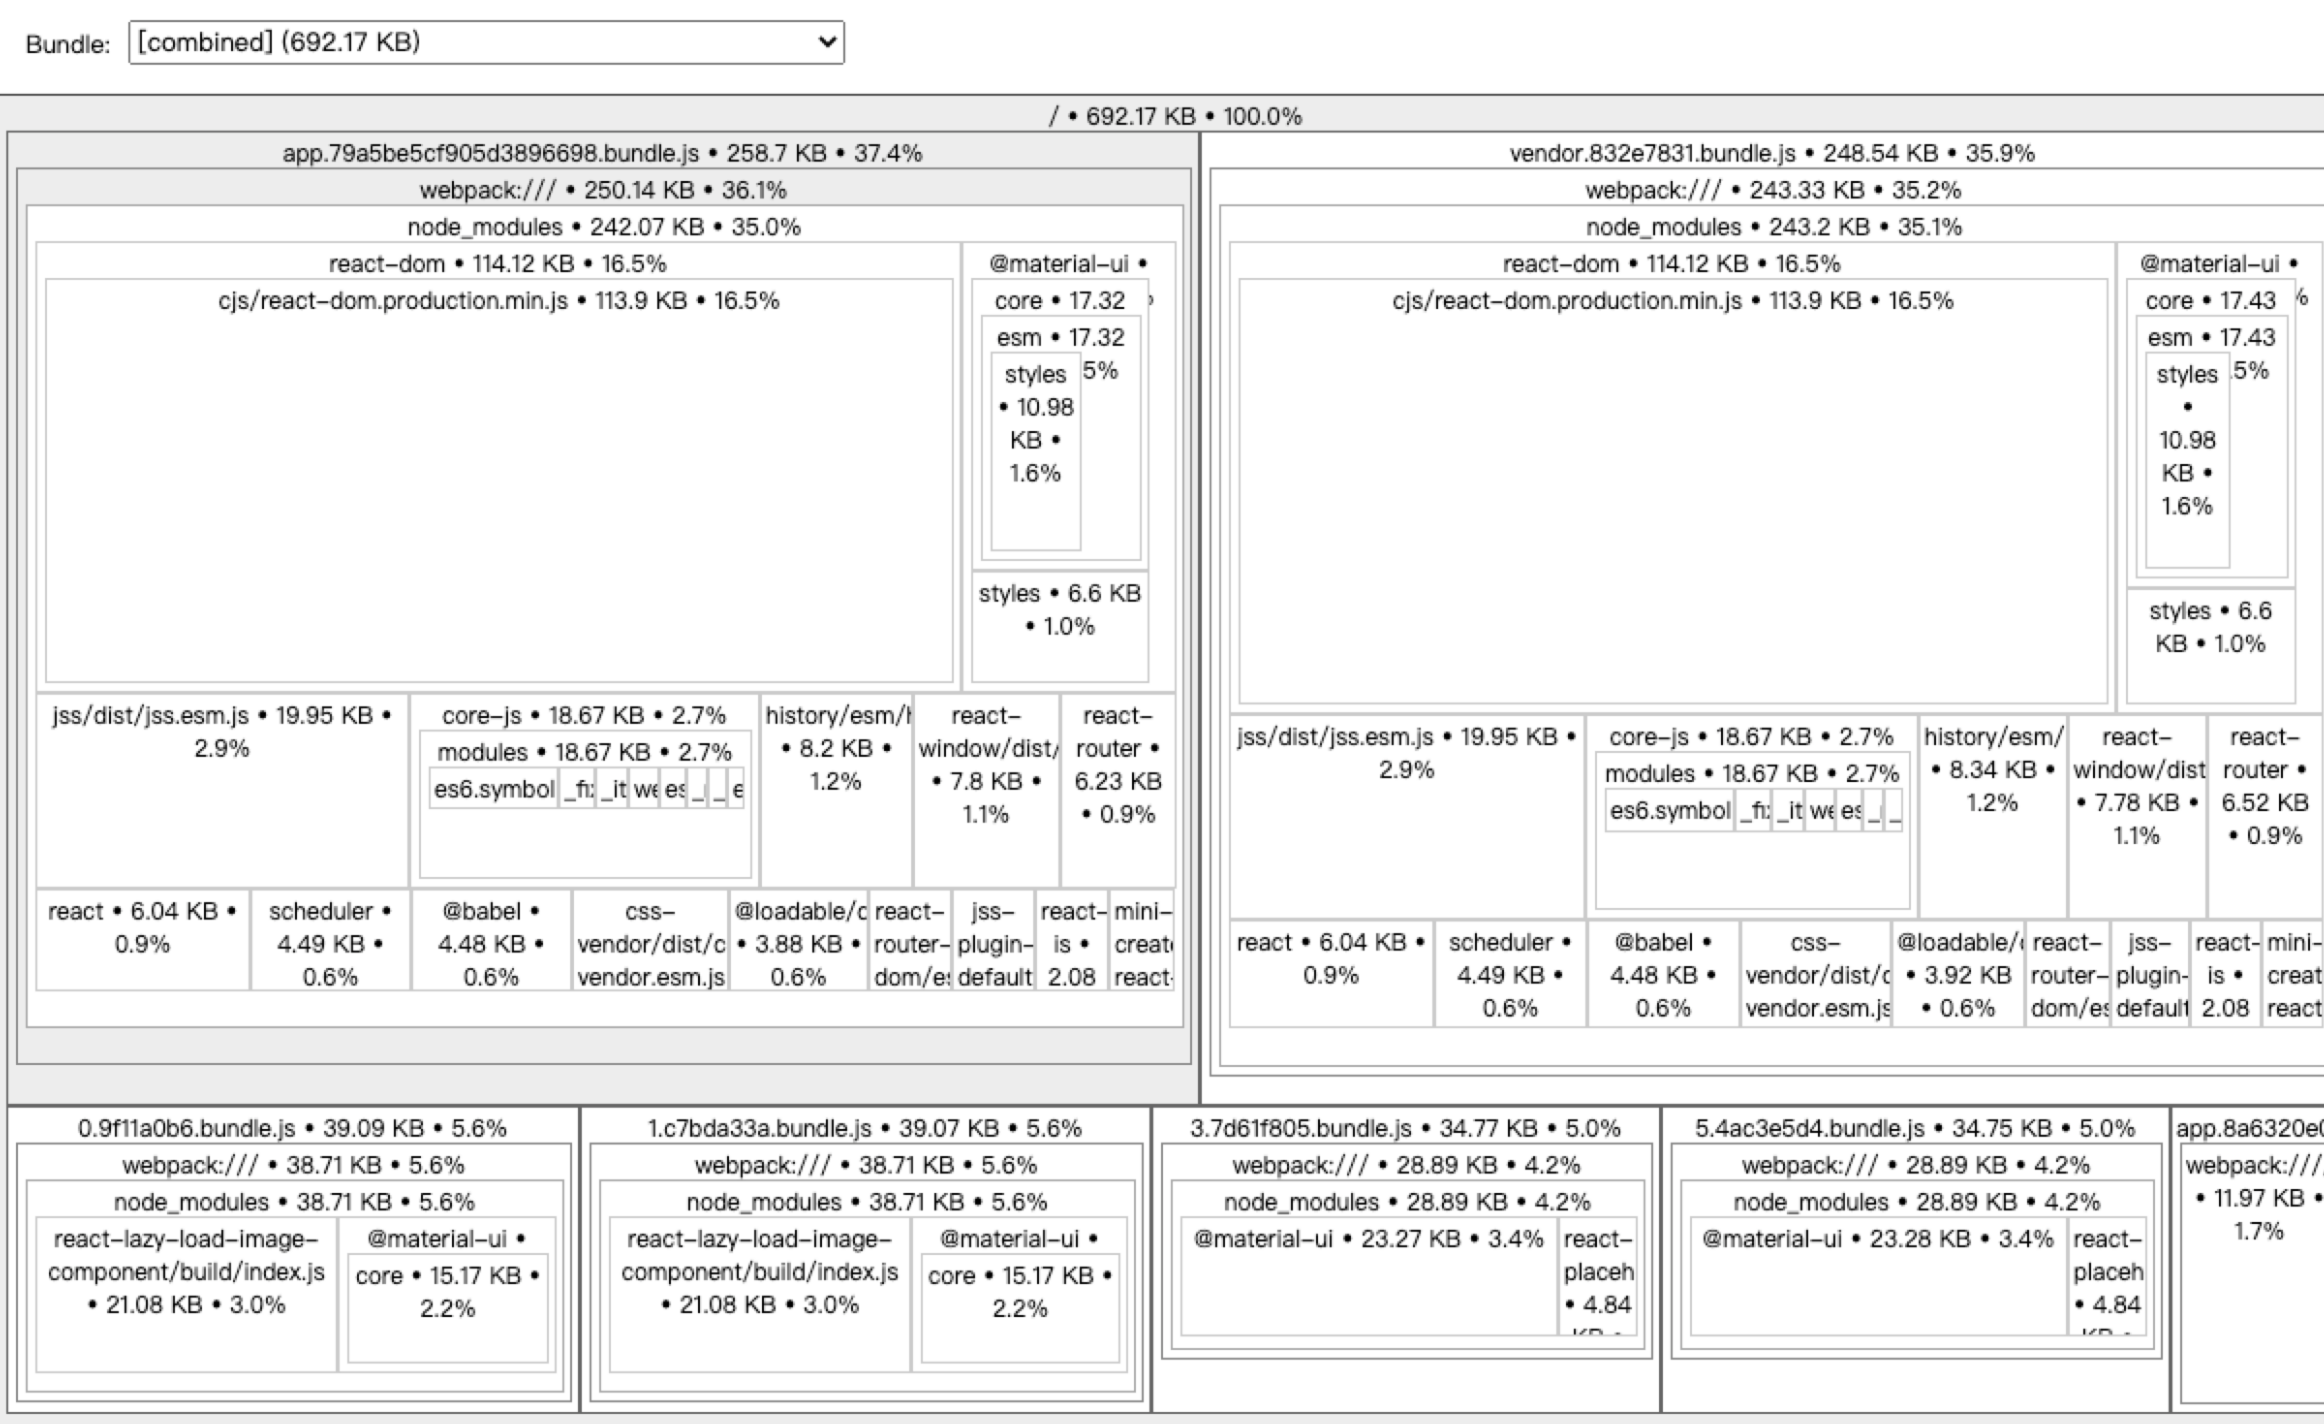 Bundle: [combined] (692.17 KB)
/ • 692.17 KB • 100.0%
app.79a5be5cf905d3896698.bundle.js • 258.7 KB • 37.4%
webpack:/// • 250.14 KB • 36.1%
node_modules • 242.07 KB • 35.0%
react-dom • 114.12 KB • 16.5%
cjs/react-dom.production.min.js • 113.9 KB • 16.5%
@material-ui •
core • 17.32
esm • 17.32
5%
styles
• 10.98
KB •
1.6%
styles • 6.6 KB
• 1.0%
jss/dist/jss.esm.js • 19.95 KB •
2.9%
core-js • 18.67 KB • 2.7%
modules • 18.67 KB • 2.7%
es6.symbol _fi _it we es _ _ e
history/esm/
• 8.2 KB •
1.2%
react-
window/dist/
• 7.8 KB •
1.1%
react-
router •
6.23 KB
• 0.9%
react • 6.04 KB •
0.9%
scheduler •
4.49 KB •
0.6%
@babel •
4.48 KB •
0.6%
css-
vendor/dist/c
vendor.esm.js
@loadable/c
• 3.88 KB •
0.6%
react-
router-
dom/es
jss-
plugin-
default
react-
is •
2.08
mini-
create
react-
vendor.832e7831.bundle.js • 248.54 KB • 35.9%
webpack:/// • 243.33 KB • 35.2%
node_modules • 243.2 KB • 35.1%
react-dom • 114.12 KB • 16.5%
cjs/react-dom.production.min.js • 113.9 KB • 16.5%
@material-ui •
%
core • 17.43
esm • 17.43
.5%
styles
•
10.98
KB •
1.6%
styles • 6.6
KB • 1.0%
jss/dist/jss.esm.js • 19.95 KB •
2.9%
core-js • 18.67 KB • 2.7%
modules • 18.67 KB • 2.7%
es6.symbol _fi _it we es _ _
history/esm/
• 8.34 KB •
1.2%
react-
window/dist
• 7.78 KB •
1.1%
react-
router •
6.52 KB
• 0.9%
react • 6.04 KB •
0.9%
scheduler •
4.49 KB •
0.6%
@babel •
4.48 KB •
0.6%
css-
vendor/dist/c
vendor.esm.js
@loadable/c
• 3.92 KB
• 0.6%
react-
router-
dom/es
jss-
plugin-
default
react-
is •
2.08
mini-
creat
react
0.9f11a0b6.bundle.js • 39.09 KB • 5.6%
webpack:/// • 38.71 KB • 5.6%
node_modules • 38.71 KB • 5.6%
react-lazy-load-image-
component/build/index.js
• 21.08 KB • 3.0%
@material-ui •
core • 15.17 KB •
2.2%
1.c7bda33a.bundle.js • 39.07 KB • 5.6%
webpack:/// • 38.71 KB • 5.6%
node_modules • 38.71 KB • 5.6%
react-lazy-load-image-
component/build/index.js
• 21.08 KB • 3.0%
@material-ui •
core • 15.17 KB •
2.2%
3.7d61f805.bundle.js • 34.77 KB • 5.0%
webpack:/// • 28.89 KB • 4.2%
node_modules • 28.89 KB • 4.2%
@material-ui • 23.27 KB • 3.4%
react-
placeh
• 4.84
KB •
5.4ac3e5d4.bundle.js • 34.75 KB • 5.0%
webpack:/// • 28.89 KB • 4.2%
node_modules • 28.89 KB • 4.2%
@material-ui • 23.28 KB • 3.4%
react-
placeh
• 4.84
KB •
app.8a6320e0
webpack:///
• 11.97 KB •
1.7%